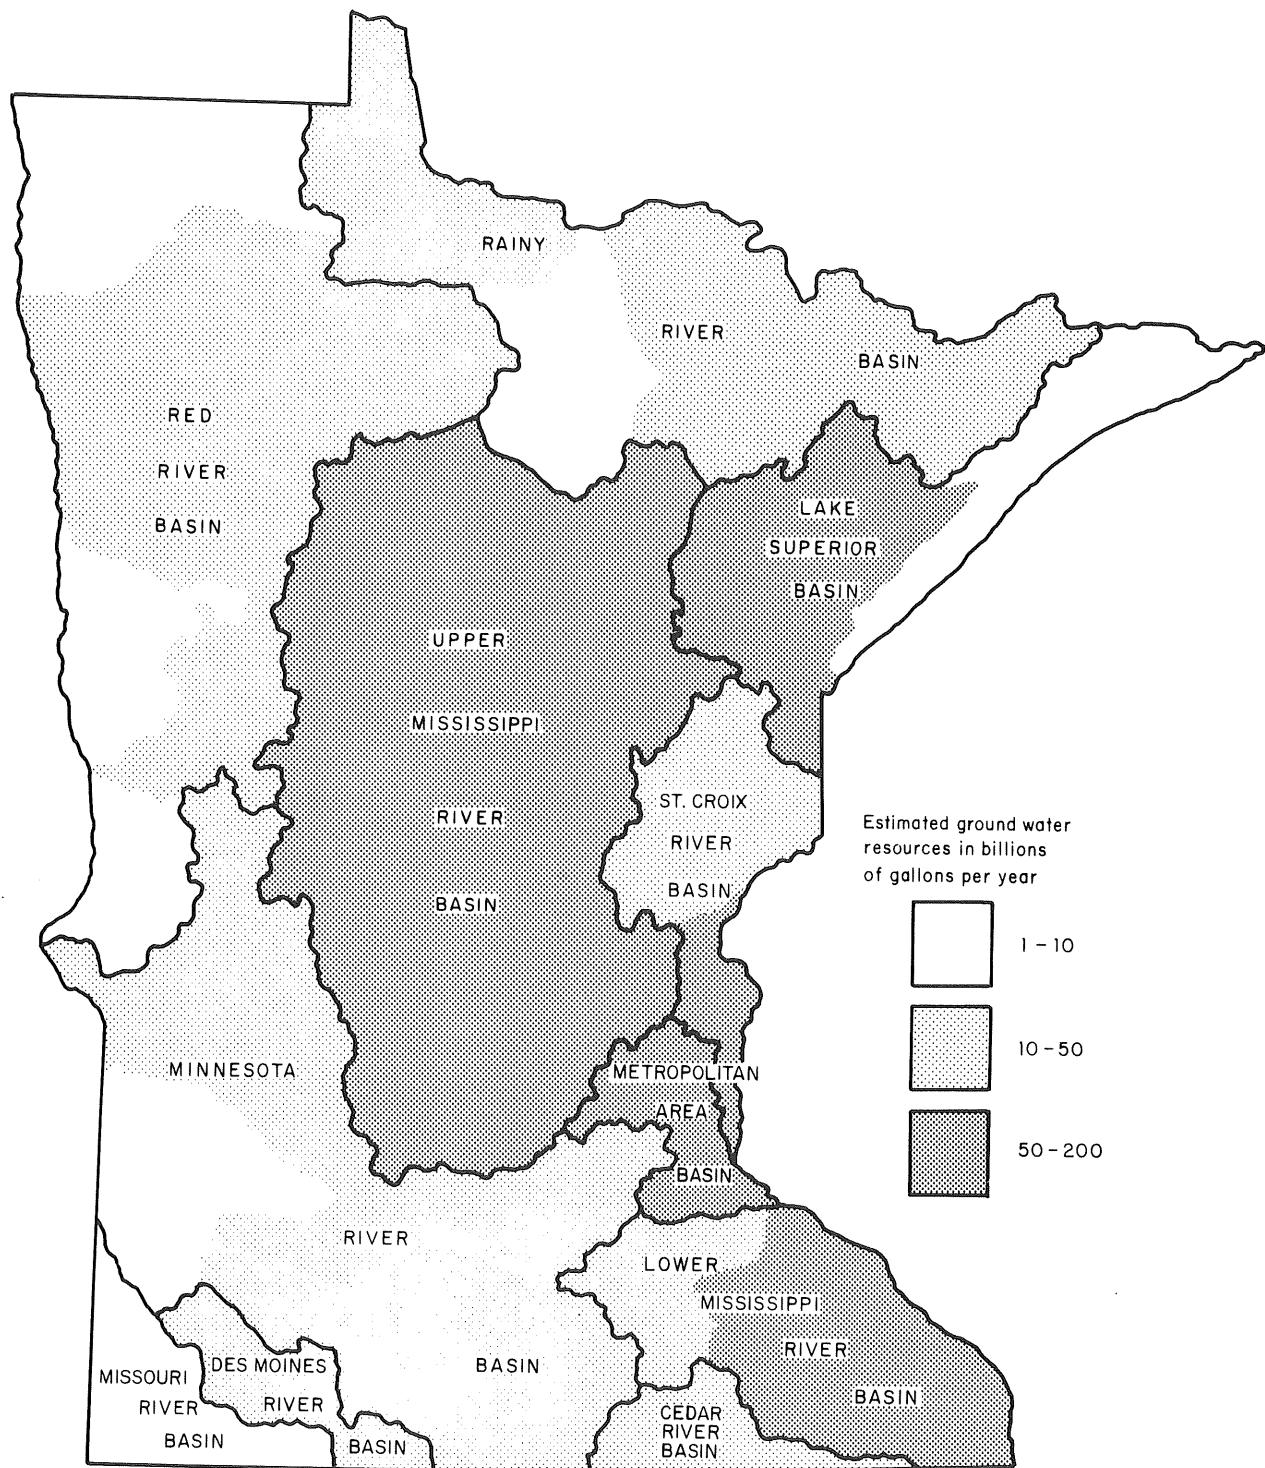 RAINY
RIVER
BASIN
RED
RIVER
BASIN
LAKE
SUPERIOR
BASIN
UPPER
MISSISSIPPI
RIVER
BASIN
ST. CROIX
RIVER
BASIN
Estimated ground water
resources in billions
of gallons per year
1 - 10
10 - 50
50 - 200
METROPOLITAN
AREA
BASIN
MINNESOTA
RIVER
BASIN
LOWER
MISSISSIPPI
RIVER
BASIN
MISSOURI
RIVER
BASIN
DES MOINES
RIVER
BASIN
CEDAR
RIVER
BASIN